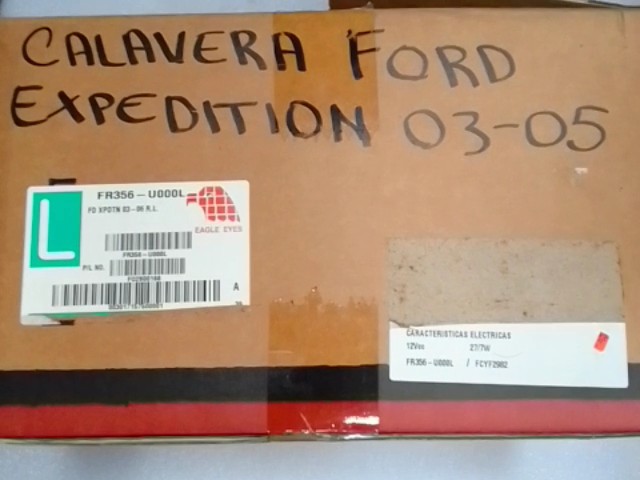 CALAVERA FORD
EXPEDITION 03-05
L
FR356-U000L
FD XPDTN 03-06 R.L.
EAGLE EYES
FR356-U000L
P/L NO.
A
CARACTERISTICAS ELECTRICAS
12Vcc 27/7W
FR356-U000L / FCYF2982